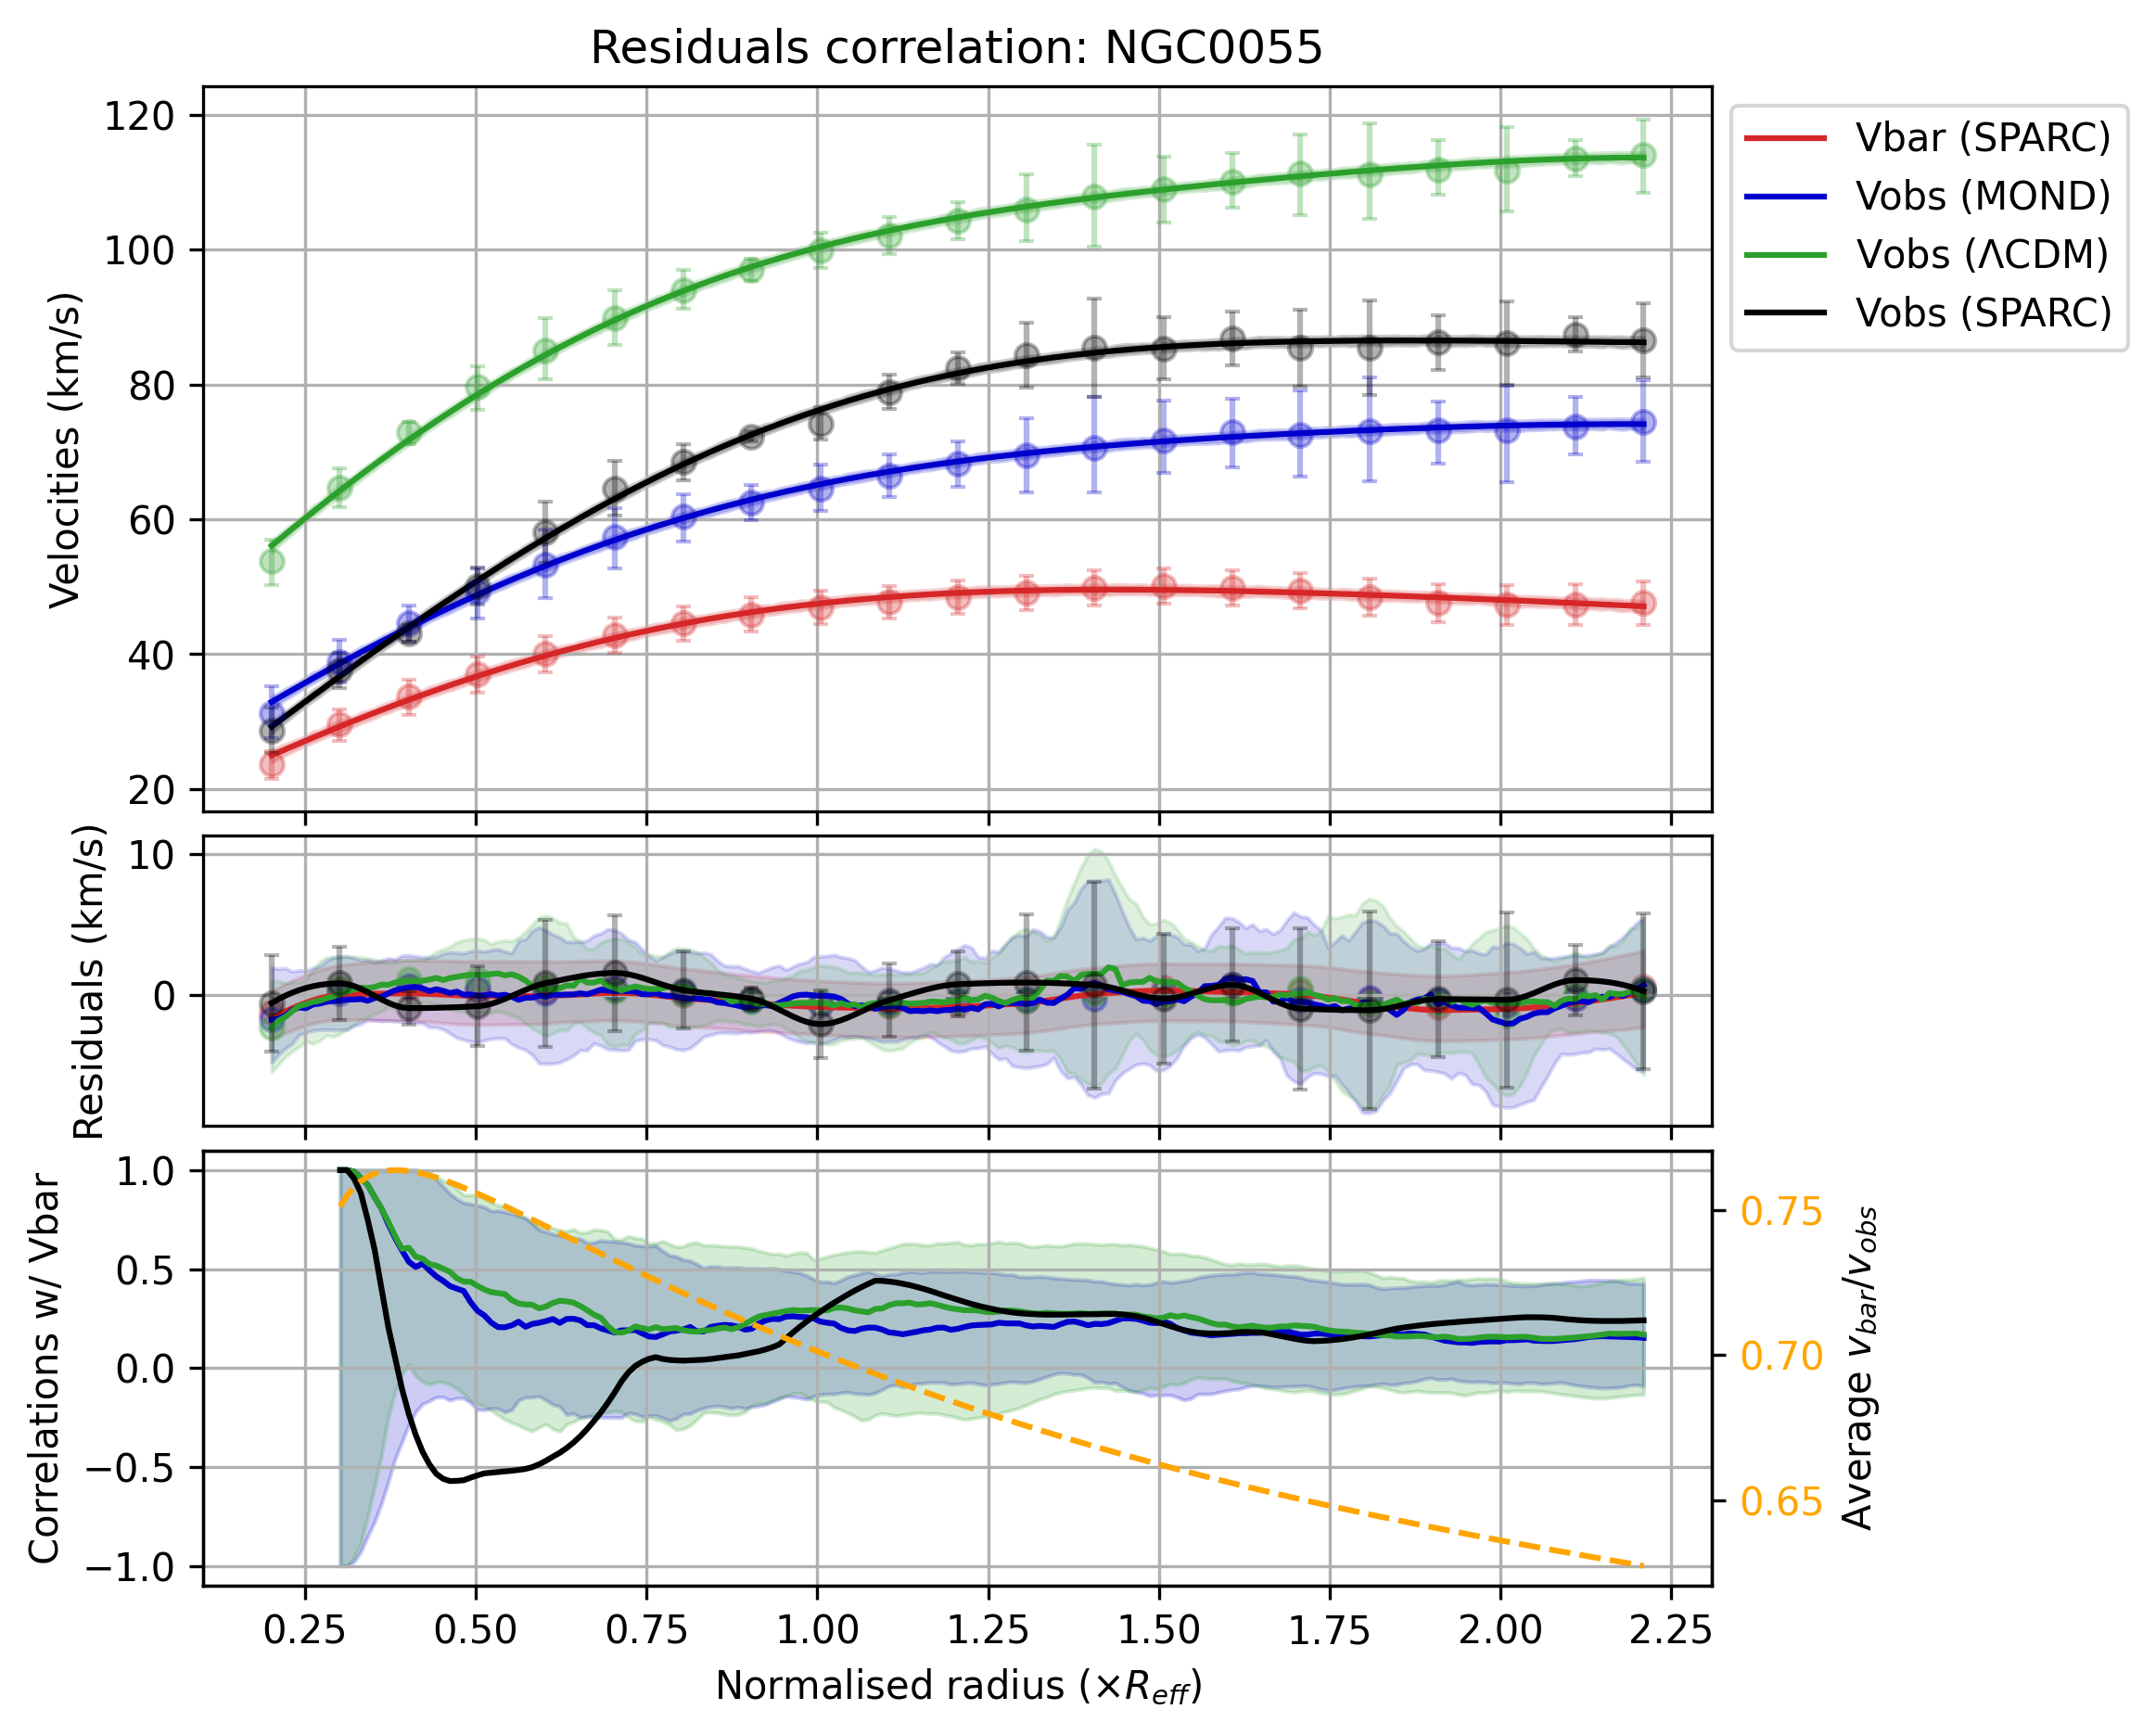 Residuals correlation: NGC0055
120
100
80
60
40
20
Velocities (km/s)
Vbar (SPARC)
Vobs (MOND)
Vobs (ΛCDM)
Vobs (SPARC)
10
0
Residuals (km/s)
1.0
0.5
0.0
−0.5
−1.0
Correlations w/ Vbar
0.75
0.70
0.65
Average v_bar/v_obs
0.25 0.50 0.75 1.00 1.25 1.50 1.75 2.00 2.25
Normalised radius (×R_eff)